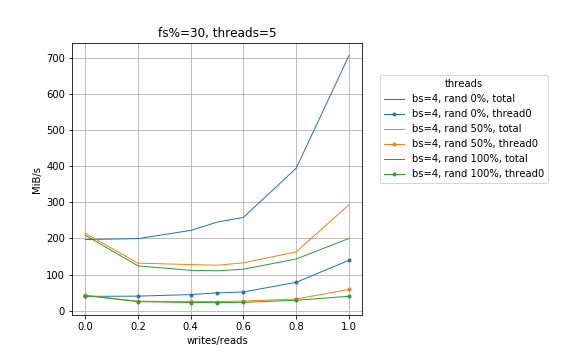 fs%=30, threads=5
MiB/s
700
600
500
400
300
200
100
0
0.0 0.2 0.4 0.6 0.8 1.0
writes/reads
threads
bs=4, rand 0%, total
bs=4, rand 0%, thread0
bs=4, rand 50%, total
bs=4, rand 50%, thread0
bs=4, rand 100%, total
bs=4, rand 100%, thread0